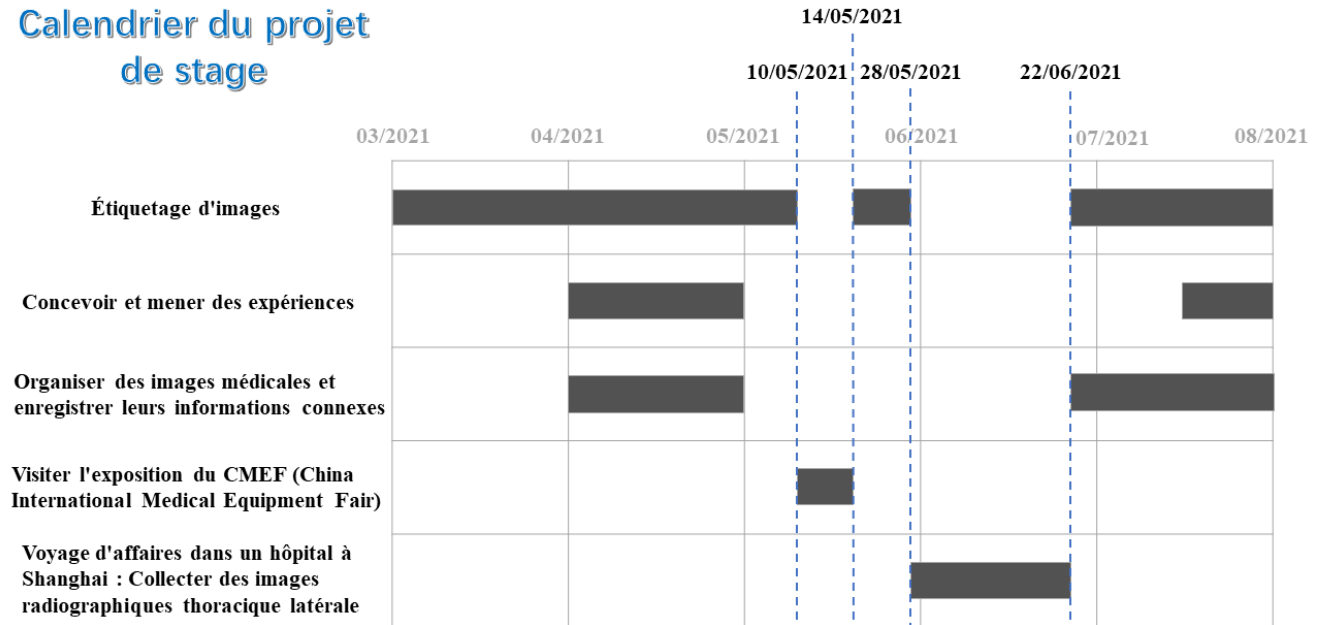 Calendrier du projet
de stage
14/05/2021
10/05/2021 28/05/2021 22/06/2021
03/2021 04/2021 05/2021 06/2021 07/2021 08/2021
Étiquetage d'images
Concevoir et mener des expériences
Organiser des images médicales et
enregistrer leurs informations connexes
Visiter l'exposition du CMEF (China
International Medical Equipment Fair)
Voyage d'affaires dans un hôpital à
Shanghai : Collecter des images
radiographiques thoracique latérale